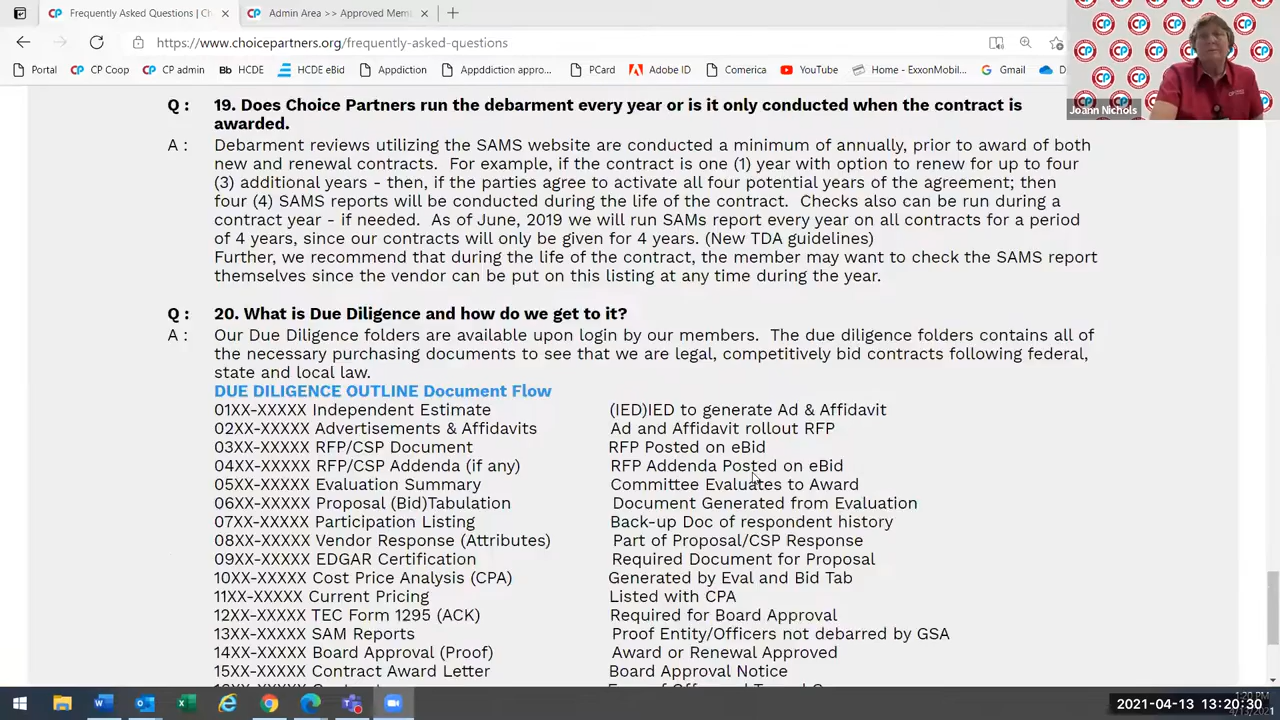 Frequently Asked Questions | Ch
Admin Area >> Approved Mem
https://www.choicepartners.org/frequently-asked-questions
Portal
CP Coop
CP admin
HCDE
HCDE eBid
Appdiction
Appddiction appro...
PCard
Adobe ID
Comerica
YouTube
Home - ExxonMobil...
Gmail
Joann Nichols
Q : 19. Does Choice Partners run the debarment every year or is it only conducted when the contract is
awarded.
A : Debarment reviews utilizing the SAMS website are conducted a minimum of annually, prior to award of both
new and renewal contracts. For example, if the contract is one (1) year with option to renew for up to four
(3) additional years - then, if the parties agree to activate all four potential years of the agreement; then
four (4) SAMS reports will be conducted during the life of the contract. Checks also can be run during a
contract year - if needed. As of June, 2019 we will run SAMs report every year on all contracts for a period
of 4 years, since our contracts will only be given for 4 years. (New TDA guidelines)
Further, we recommend that during the life of the contract, the member may want to check the SAMS report
themselves since the vendor can be put on this listing at any time during the year.
Q : 20. What is Due Diligence and how do we get to it?
A : Our Due Diligence folders are available upon login by our members. The due diligence folders contains all of
the necessary purchasing documents to see that we are legal, competitively bid contracts following federal,
state and local law.
DUE DILIGENCE OUTLINE Document Flow
01XX-XXXXX Independent Estimate (IED)IED to generate Ad & Affidavit
02XX-XXXXX Advertisements & Affidavits Ad and Affidavit rollout RFP
03XX-XXXXX RFP/CSP Document RFP Posted on eBid
04XX-XXXXX RFP/CSP Addenda (if any) RFP Addenda Posted on eBid
05XX-XXXXX Evaluation Summary Committee Evaluates to Award
06XX-XXXXX Proposal (Bid)Tabulation Document Generated from Evaluation
07XX-XXXXX Participation Listing Back-up Doc of respondent history
08XX-XXXXX Vendor Response (Attributes) Part of Proposal/CSP Response
09XX-XXXXX EDGAR Certification Required Document for Proposal
10XX-XXXXX Cost Price Analysis (CPA) Generated by Eval and Bid Tab
11XX-XXXXX Current Pricing Listed with CPA
12XX-XXXXX TEC Form 1295 (ACK) Required for Board Approval
13XX-XXXXX SAM Reports Proof Entity/Officers not debarred by GSA
14XX-XXXXX Board Approval (Proof) Award or Renewal Approved
15XX-XXXXX Contract Award Letter Board Approval Notice
2021-04-13 13:20:30